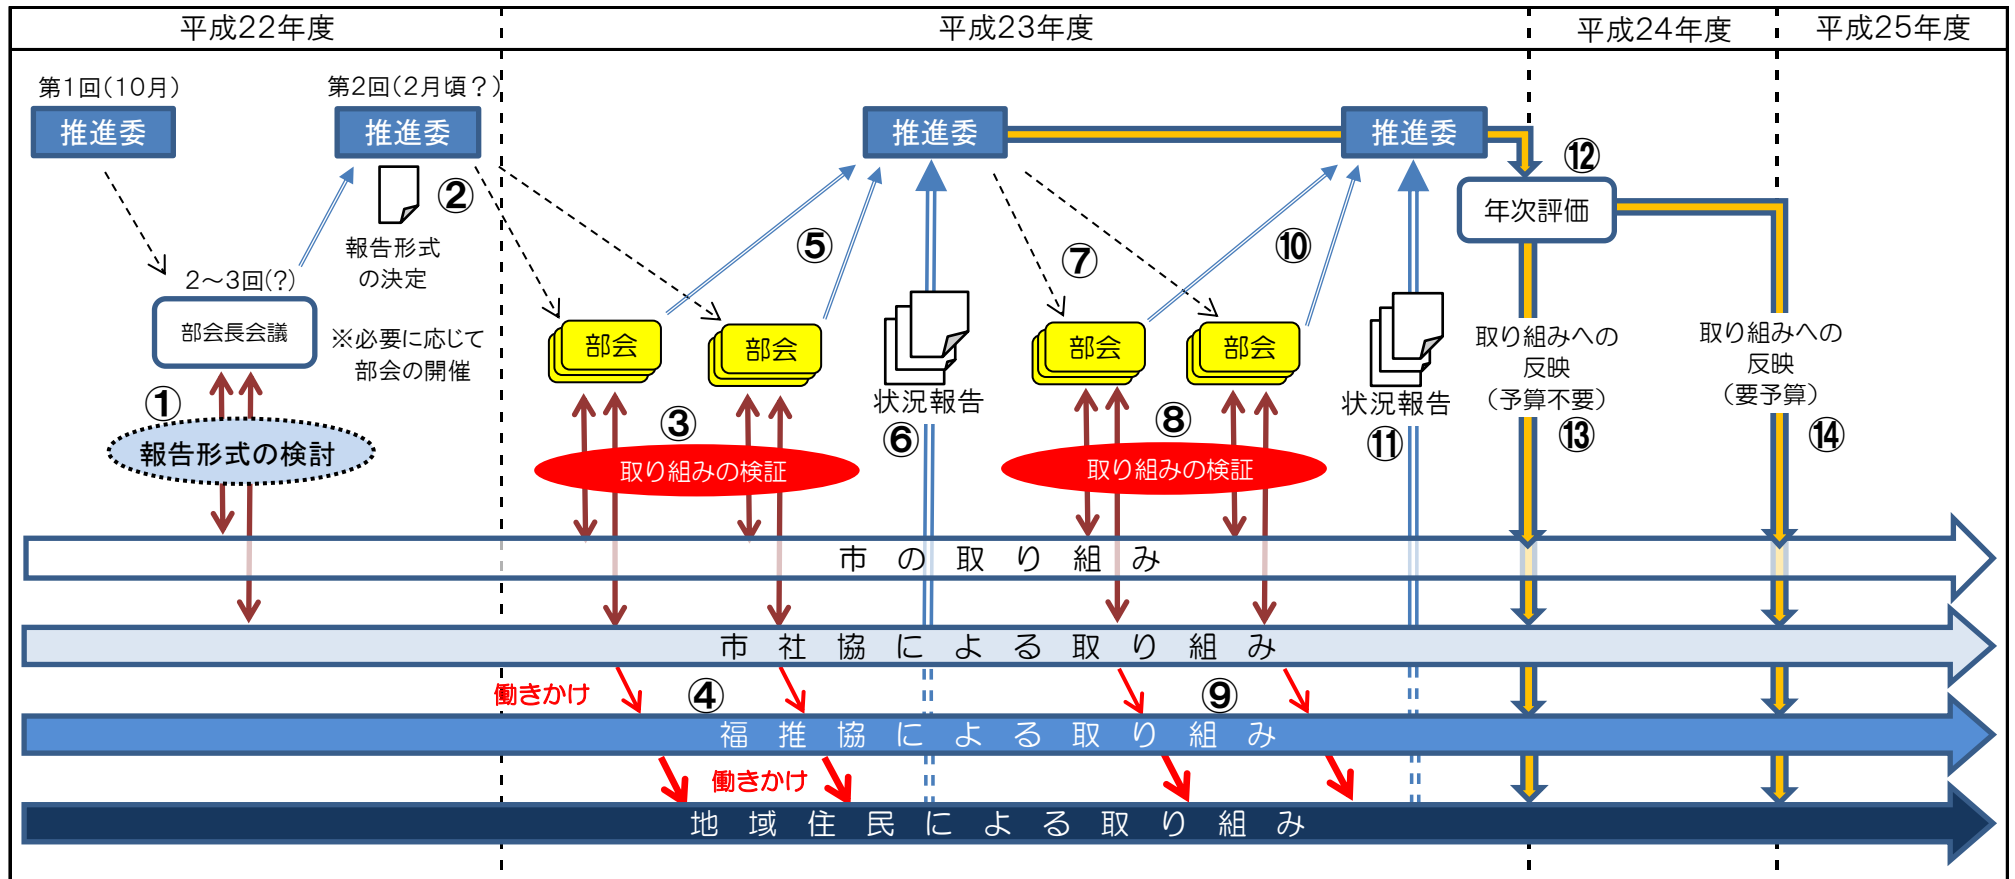 平成22年度
平成23年度
平成24年度
平成25年度
第1回(10月)
推進委
第2回(2月頃？)
推進委
②
報告形式
の決定
2～3回(?)
部会長会議
※必要に応じて
部会の開催
①
報告形式の検討
推進委
推進委
⑫
年次評価
⑤
⑦
⑩
部会
部会
部会
部会
状況報告
⑥
状況報告
⑪
③
取り組みの検証
⑧
取り組みの検証
取り組みへの
反映
(予算不要)
⑬
取り組みへの
反映
(要予算)
⑭
市の取り組み
市社協による取り組み
働きかけ
④
⑨
福推協による取り組み
働きかけ
地域住民による取り組み